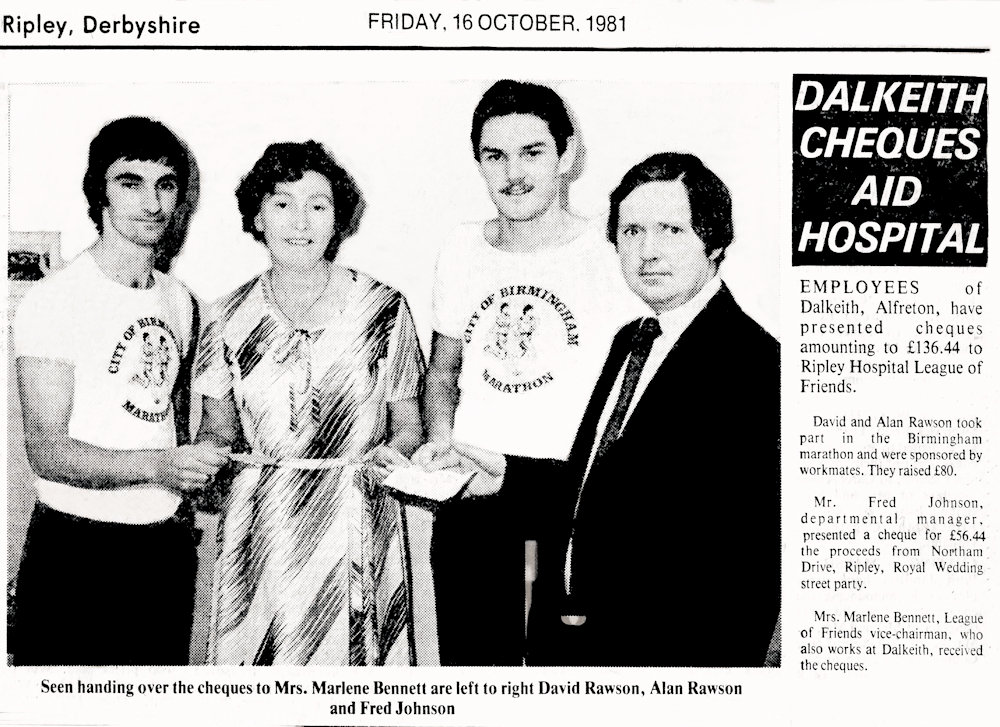 Ripley, Derbyshire
FRIDAY, 16 OCTOBER, 1981
CITY OF BIRM
MARATHO
CITY OF BIRMINGHAM
MARATHON
DALKEITH
CHEQUES
AID
HOSPITAL
EMPLOYEES of
Dalkeith, Alfreton, have
presented cheques
amounting to £136.44 to
Ripley Hospital League of
Friends.
David and Alan Rawson took
part in the Birmingham
marathon and were sponsored by
workmates. They raised £80.
Mr. Fred Johnson,
departmental manager,
presented a cheque for £56.44
the proceeds from Northam
Drive, Ripley, Royal Wedding
street party.
Mrs. Marlene Bennett, League
of Friends vice-chairman, who
also works at Dalkeith, received
the cheques.
Seen handing over the cheques to Mrs. Marlene Bennett are left to right David Rawson, Alan Rawson
and Fred Johnson